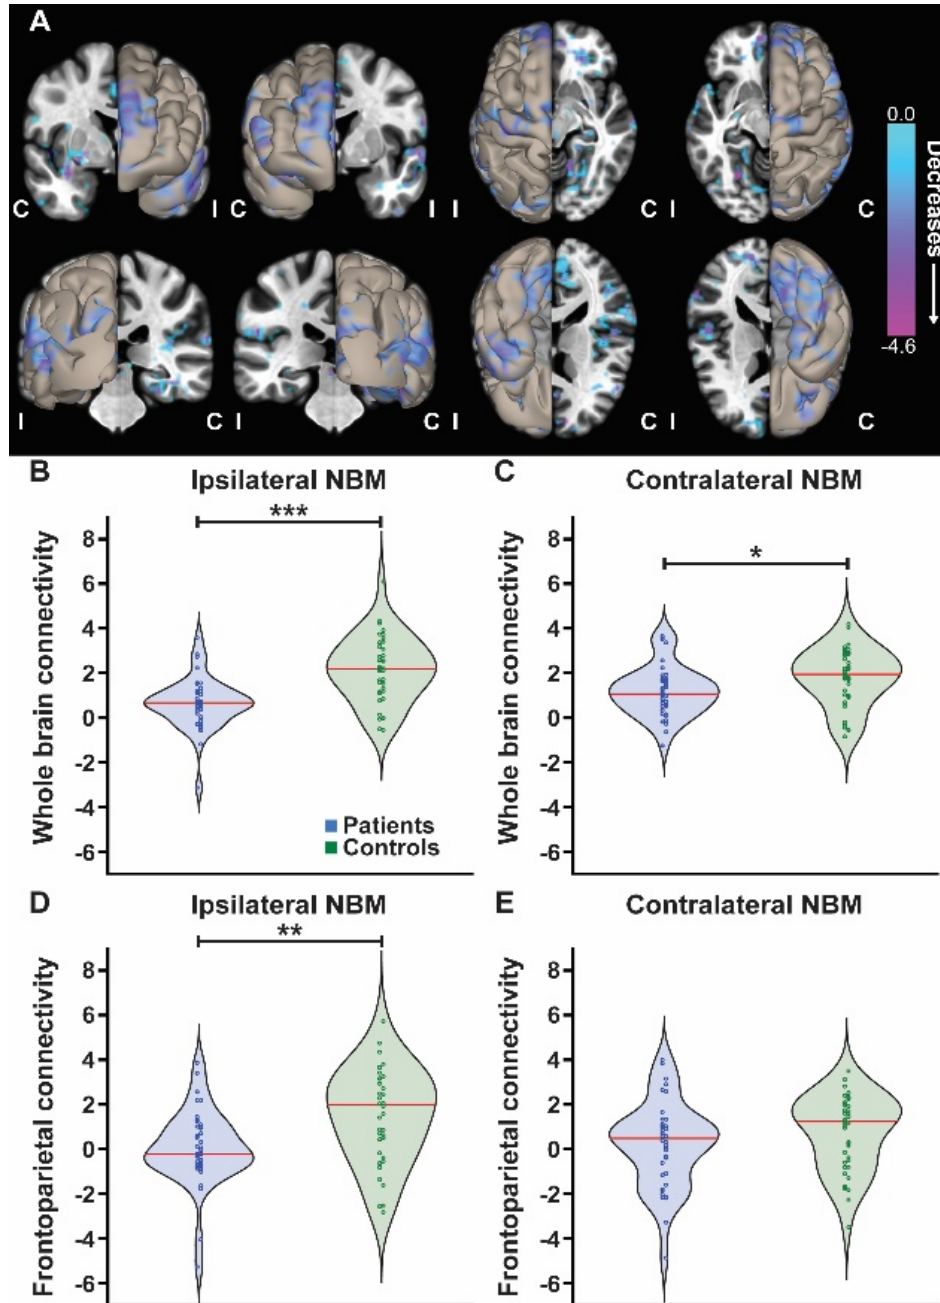 A
0.0
Decreases
-4.6
C I C I I C I C
I C I C I C I C
B Ipsilateral NBM
***
Whole brain connectivity
8
6
4
2
0
-2
-4
-6
Patients
Controls
C Contralateral NBM
*
Whole brain connectivity
8
6
4
2
0
-2
-4
-6
D Ipsilateral NBM
**
Frontoparietal connectivity
8
6
4
2
0
-2
-4
-6
E Contralateral NBM
Frontoparietal connectivity
8
6
4
2
0
-2
-4
-6